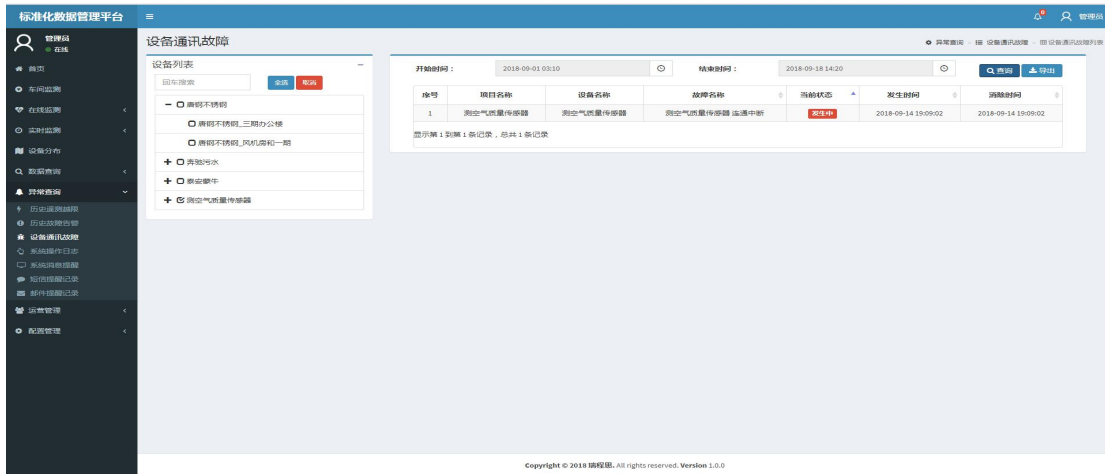 标准化数据管理平台
管理员
管理员
在线
首页
车间监测
在线监测
实时监测
设备分布
数据查询
异常查询
历史遥测越限
历史故障告警
设备通讯故障
系统操作日志
系统消息提醒
短信提醒记录
邮件提醒记录
运营管理
配置管理
设备通讯故障
异常查询 - 设备通讯故障 - 设备通讯故障列表
设备列表
回车搜索 全选 取消
唐钢不锈钢
唐钢不锈钢_三期办公楼
唐钢不锈钢_风机房和一期
奔驰污水
泰安蒙牛
测空气质量传感器
开始时间： 2018-09-01 03:10 结束时间： 2018-09-18 14:20 查询 导出
序号 项目名称 设备名称 故障名称 当前状态 发生时间 消除时间
1 测空气质量传感器 测空气质量传感器 测空气质量传感器 连通中断 发生中 2018-09-14 19:09:02 2018-09-14 19:09:02
显示第 1 到第 1 条记录，总共 1 条记录
Copyright © 2018 瑞程思. All rights reserved. Version 1.0.0